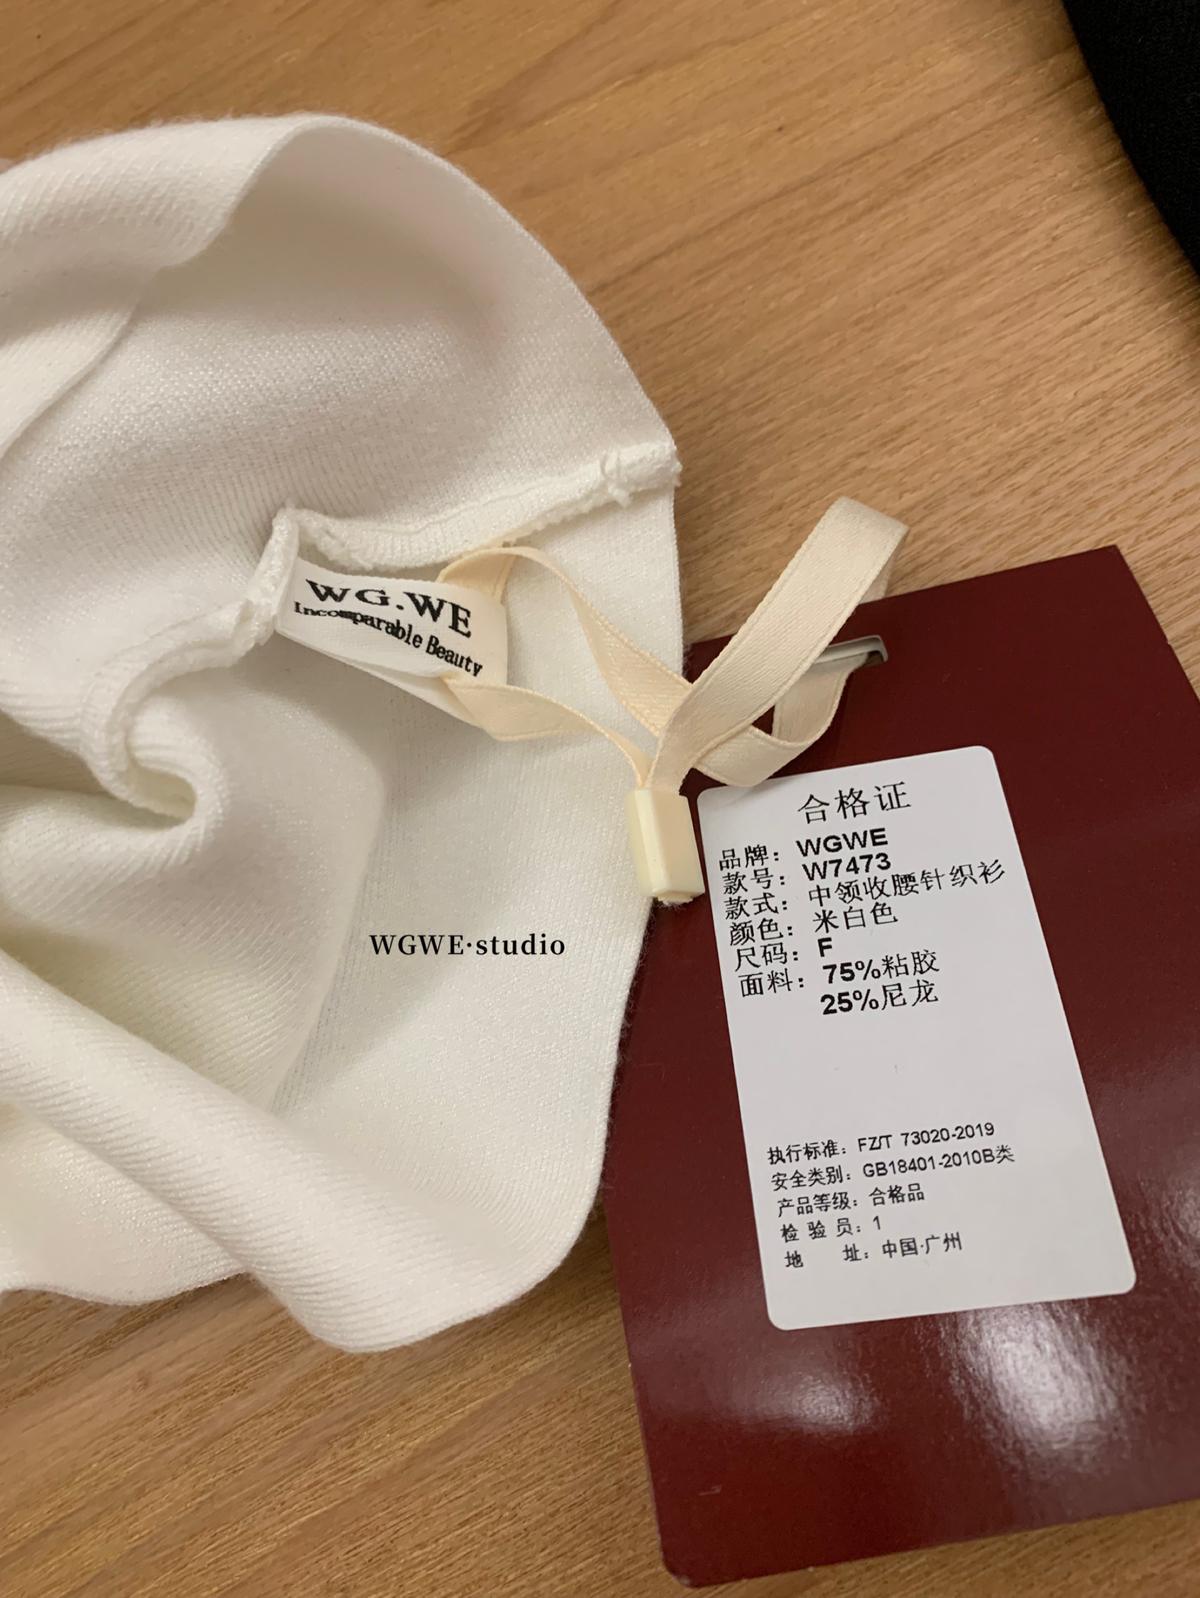 WG.WE
Incomparable Beauty
WGWE·studio
合格证
品牌：WGWE
款号：W7473
款式：中领收腰针织衫
颜色：米白色
尺码：F
面料：75%粘胶
25%尼龙
执行标准：FZ/T 73020-2019
安全类别：GB18401-2010B类
产品等级：合格品
检 验 员：1
地 址：中国·广州